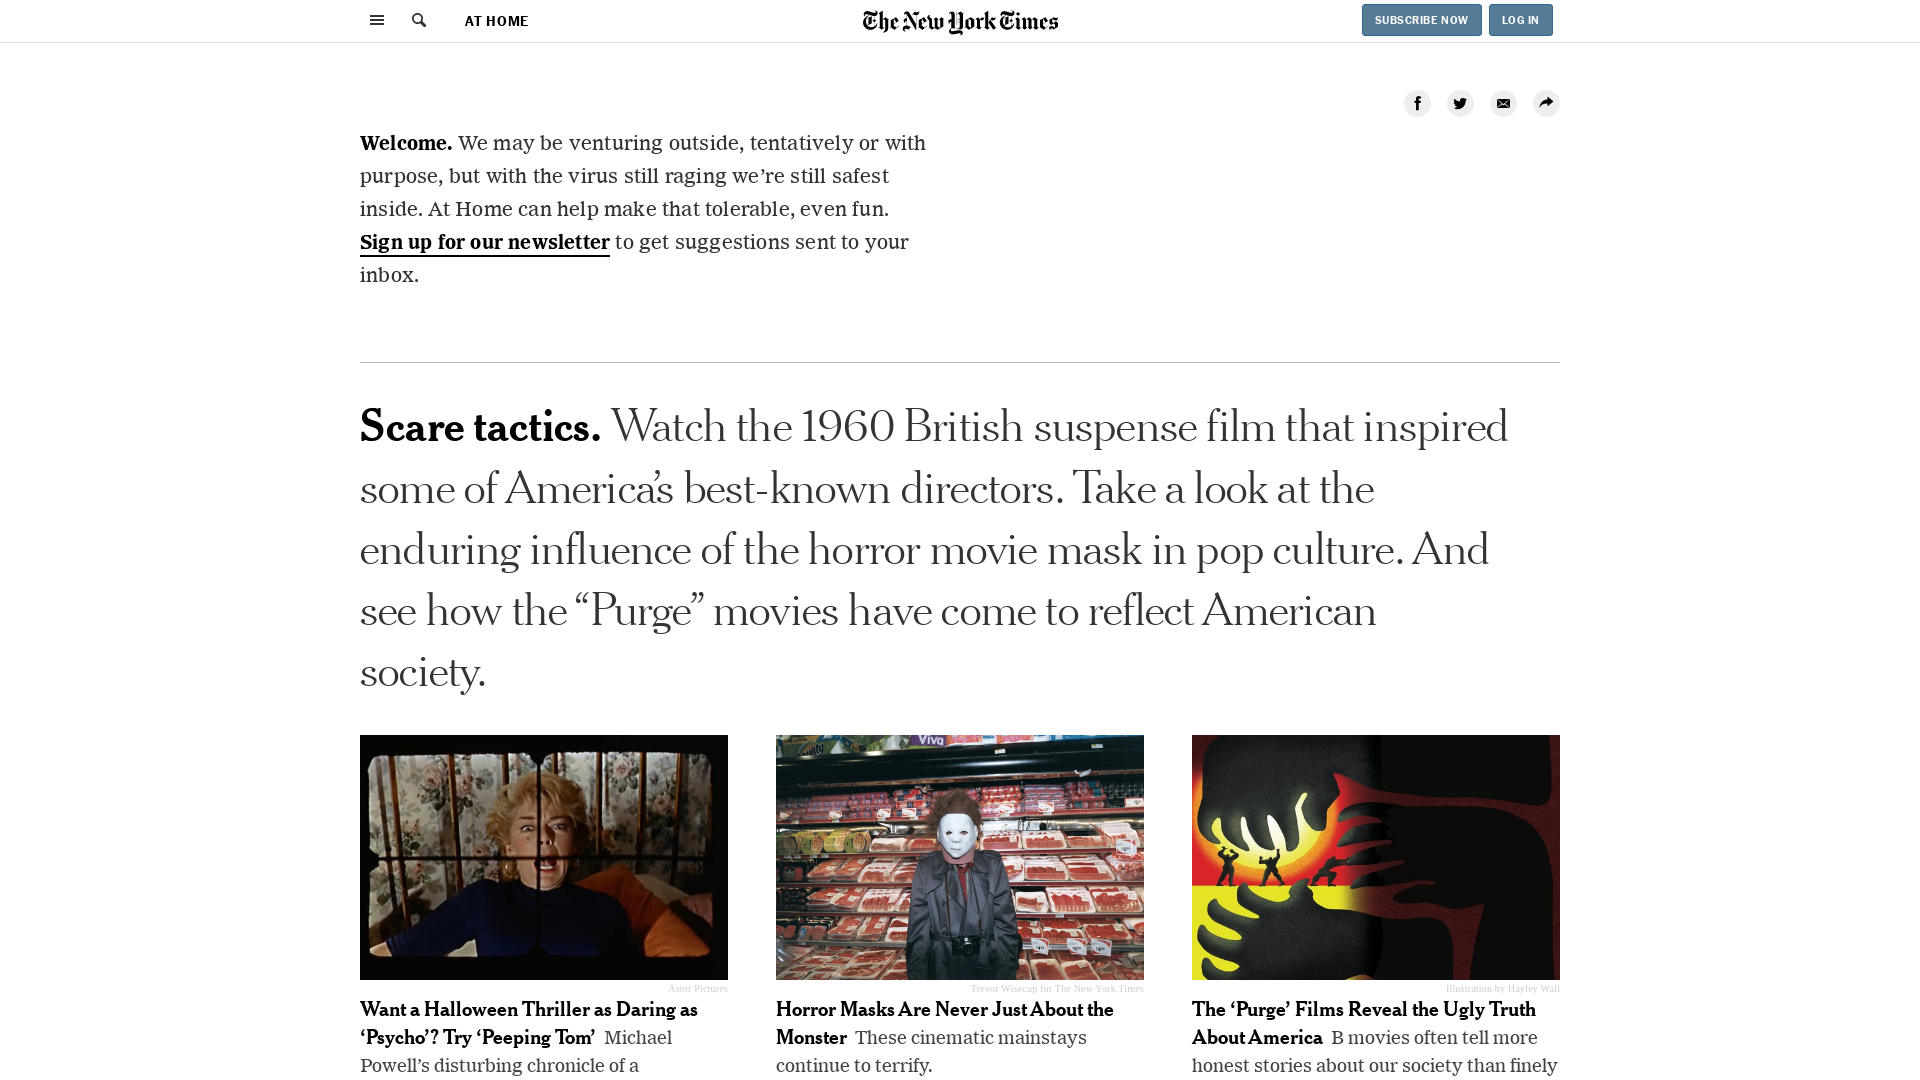 AT HOME
The New York Times
SUBSCRIBE NOW
LOG IN
Welcome. We may be venturing outside, tentatively or with
purpose, but with the virus still raging we’re still safest
inside. At Home can help make that tolerable, even fun.
Sign up for our newsletter to get suggestions sent to your
inbox.
Scare tactics. Watch the 1960 British suspense film that inspired
some of America’s best-known directors. Take a look at the
enduring influence of the horror movie mask in pop culture. And
see how the “Purge” movies have come to reflect American
society.
Viva
Astor Pictures
Want a Halloween Thriller as Daring as
‘Psycho’? Try ‘Peeping Tom’ Michael
Powell’s disturbing chronicle of a
Trevor Wisecup for The New York Times
Horror Masks Are Never Just About the
Monster These cinematic mainstays
continue to terrify.
Illustration by Hayley Wall
The ‘Purge’ Films Reveal the Ugly Truth
About America B movies often tell more
honest stories about our society than finely